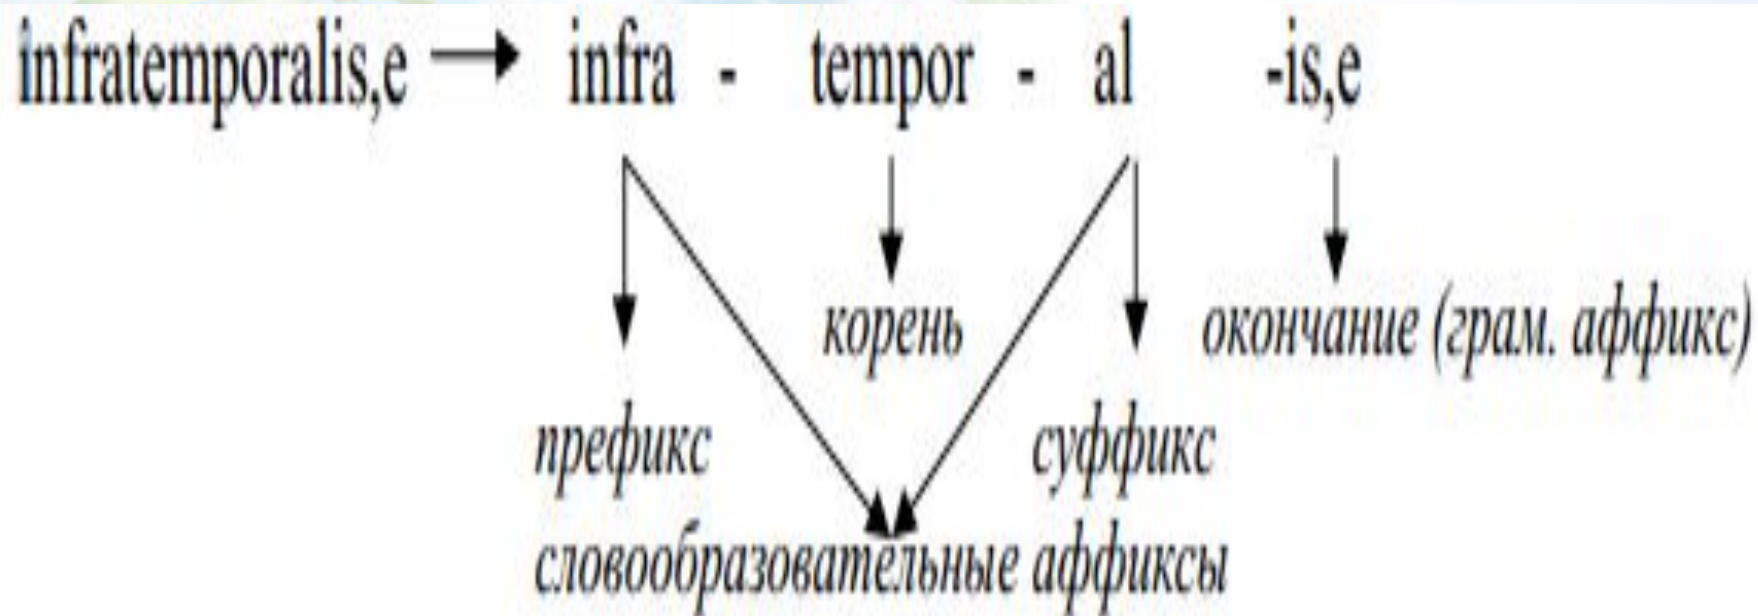 infratemporalis,e infra - tempor - al -is,e
корень окончание (грам. аффикс)
префикс суффикс
словообразовательные аффиксы